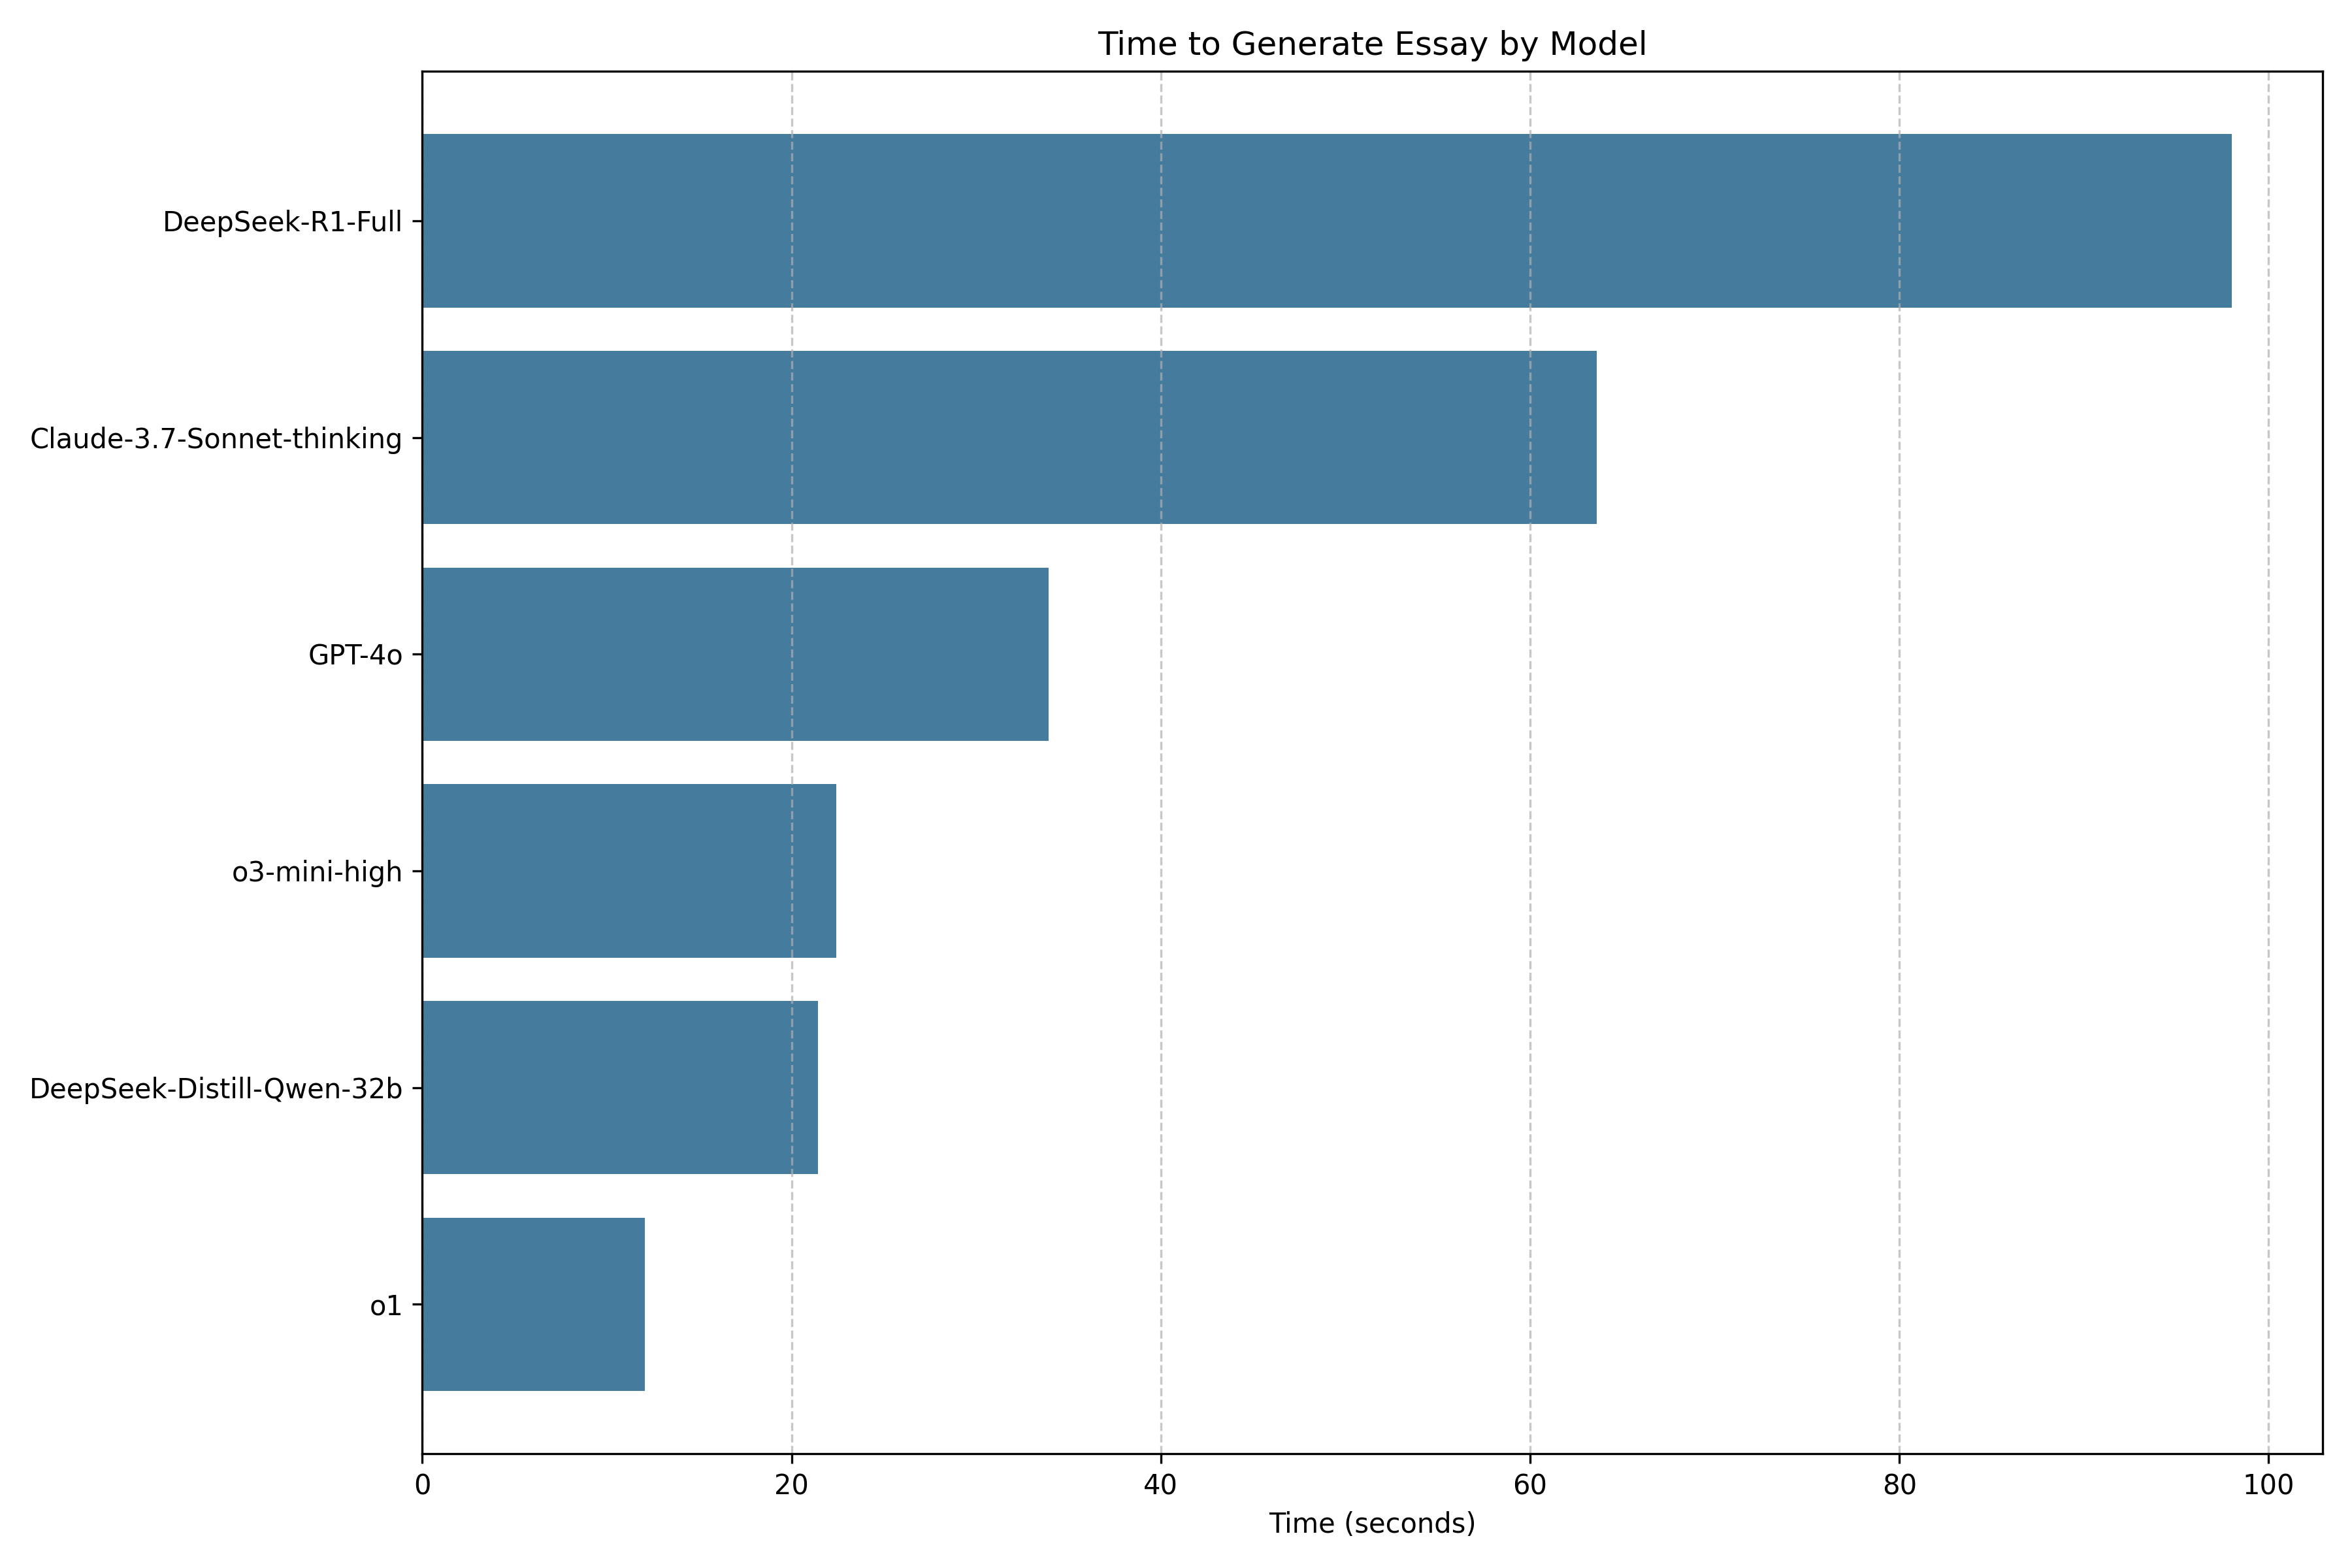 Time to Generate Essay by Model
DeepSeek-R1-Full
Claude-3.7-Sonnet-thinking
GPT-4o
o3-mini-high
DeepSeek-Distill-Qwen-32b
o1
0 20 40 60 80 100
Time (seconds)